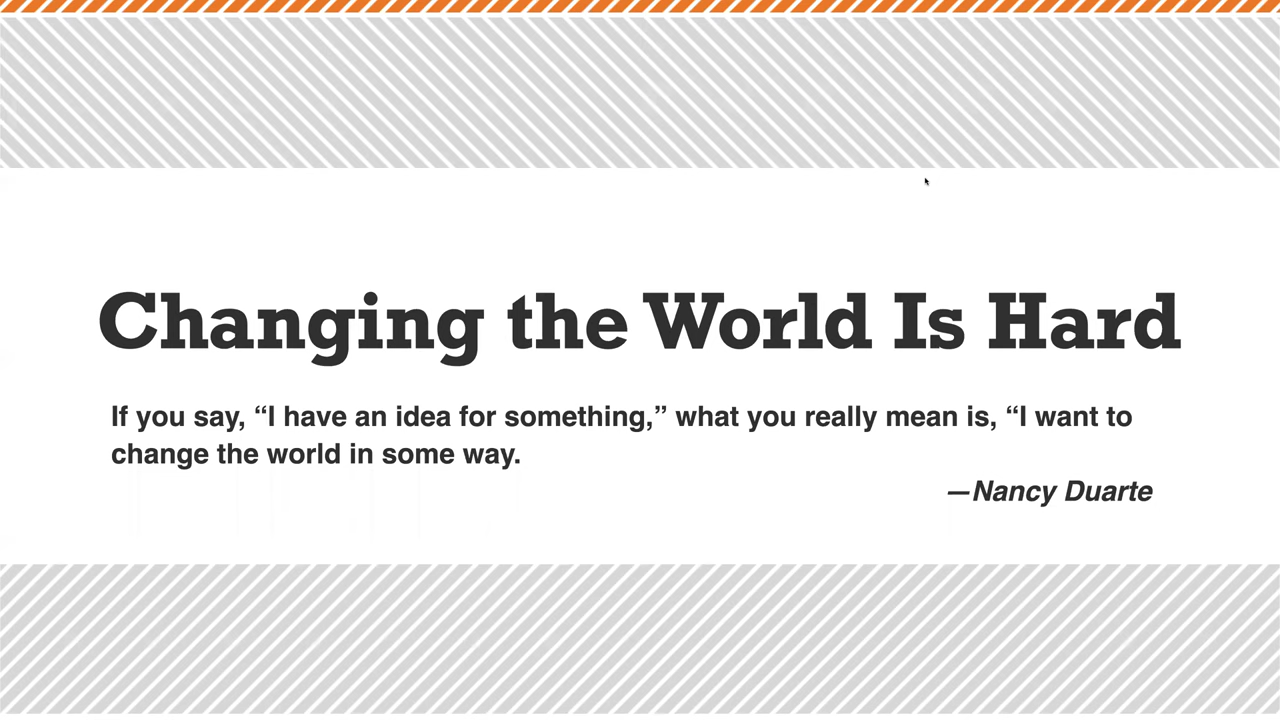 Changing the World Is Hard
If you say, “I have an idea for something,” what you really mean is, “I want to
change the world in some way.
—Nancy Duarte